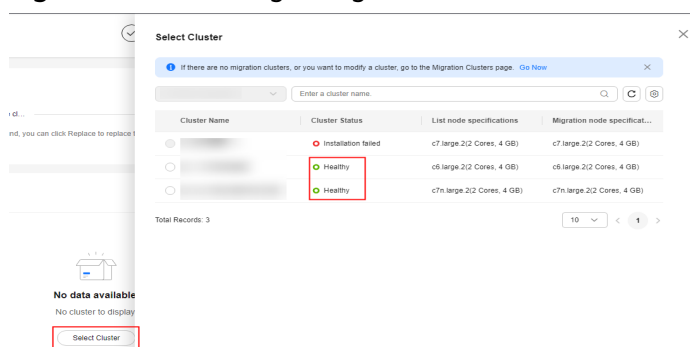 Select Cluster
If there are no migration clusters, or you want to modify a cluster, go to the Migration Clusters page. Go Now
Enter a cluster name.
Cluster Name Cluster Status List node specifications Migration node specificat...
Installation failed c7.large.2(2 Cores, 4 GB) c7.large.2(2 Cores, 4 GB)
Healthy c6.large.2(2 Cores, 4 GB) c6.large.2(2 Cores, 4 GB)
Healthy c7n.large.2(2 Cores, 4 GB) c7n.large.2(2 Cores, 4 GB)
Total Records: 3 10 < 1 >
cl...
nd, you can click Replace to replace t
No data available
No cluster to display
Select Cluster